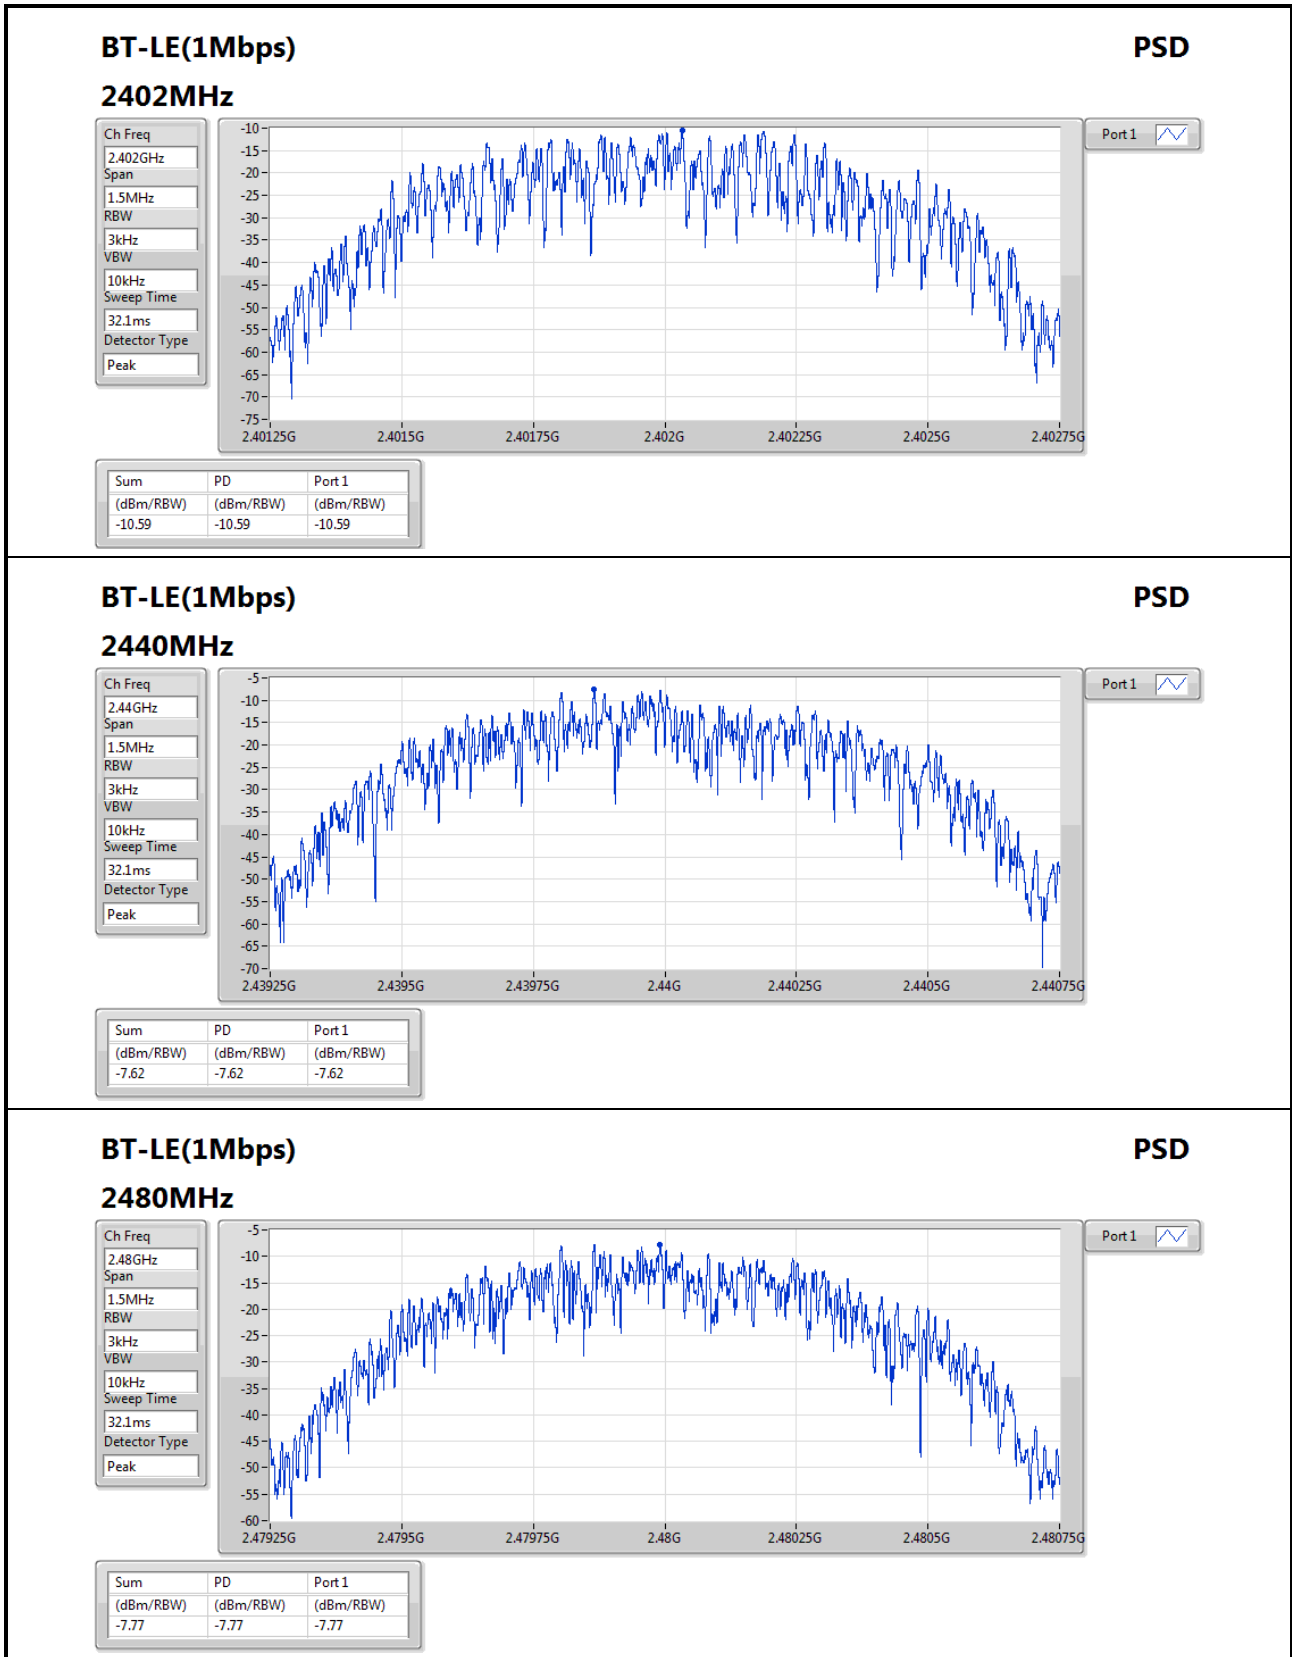 BT-LE(1Mbps) PSD
2402MHz
Ch Freq
2.402GHz
Span
1.5MHz
RBW
3kHz
VBW
10kHz
Sweep Time
32.1ms
Detector Type
Peak
-10
-15
-20
-25
-30
-35
-40
-45
-50
-55
-60
-65
-70
-75
2.40125G 2.4015G 2.40175G 2.402G 2.40225G 2.4025G 2.40275G
Port 1
Sum PD Port 1
(dBm/RBW) (dBm/RBW) (dBm/RBW)
-10.59 -10.59 -10.59
BT-LE(1Mbps) PSD
2440MHz
Ch Freq
2.44GHz
Span
1.5MHz
RBW
3kHz
VBW
10kHz
Sweep Time
32.1ms
Detector Type
Peak
-5
-10
-15
-20
-25
-30
-35
-40
-45
-50
-55
-60
-65
-70
2.43925G 2.4395G 2.43975G 2.44G 2.44025G 2.4405G 2.44075G
Port 1
Sum PD Port 1
(dBm/RBW) (dBm/RBW) (dBm/RBW)
-7.62 -7.62 -7.62
BT-LE(1Mbps) PSD
2480MHz
Ch Freq
2.48GHz
Span
1.5MHz
RBW
3kHz
VBW
10kHz
Sweep Time
32.1ms
Detector Type
Peak
-5
-10
-15
-20
-25
-30
-35
-40
-45
-50
-55
-60
2.47925G 2.4795G 2.47975G 2.48G 2.48025G 2.4805G 2.48075G
Port 1
Sum PD Port 1
(dBm/RBW) (dBm/RBW) (dBm/RBW)
-7.77 -7.77 -7.77